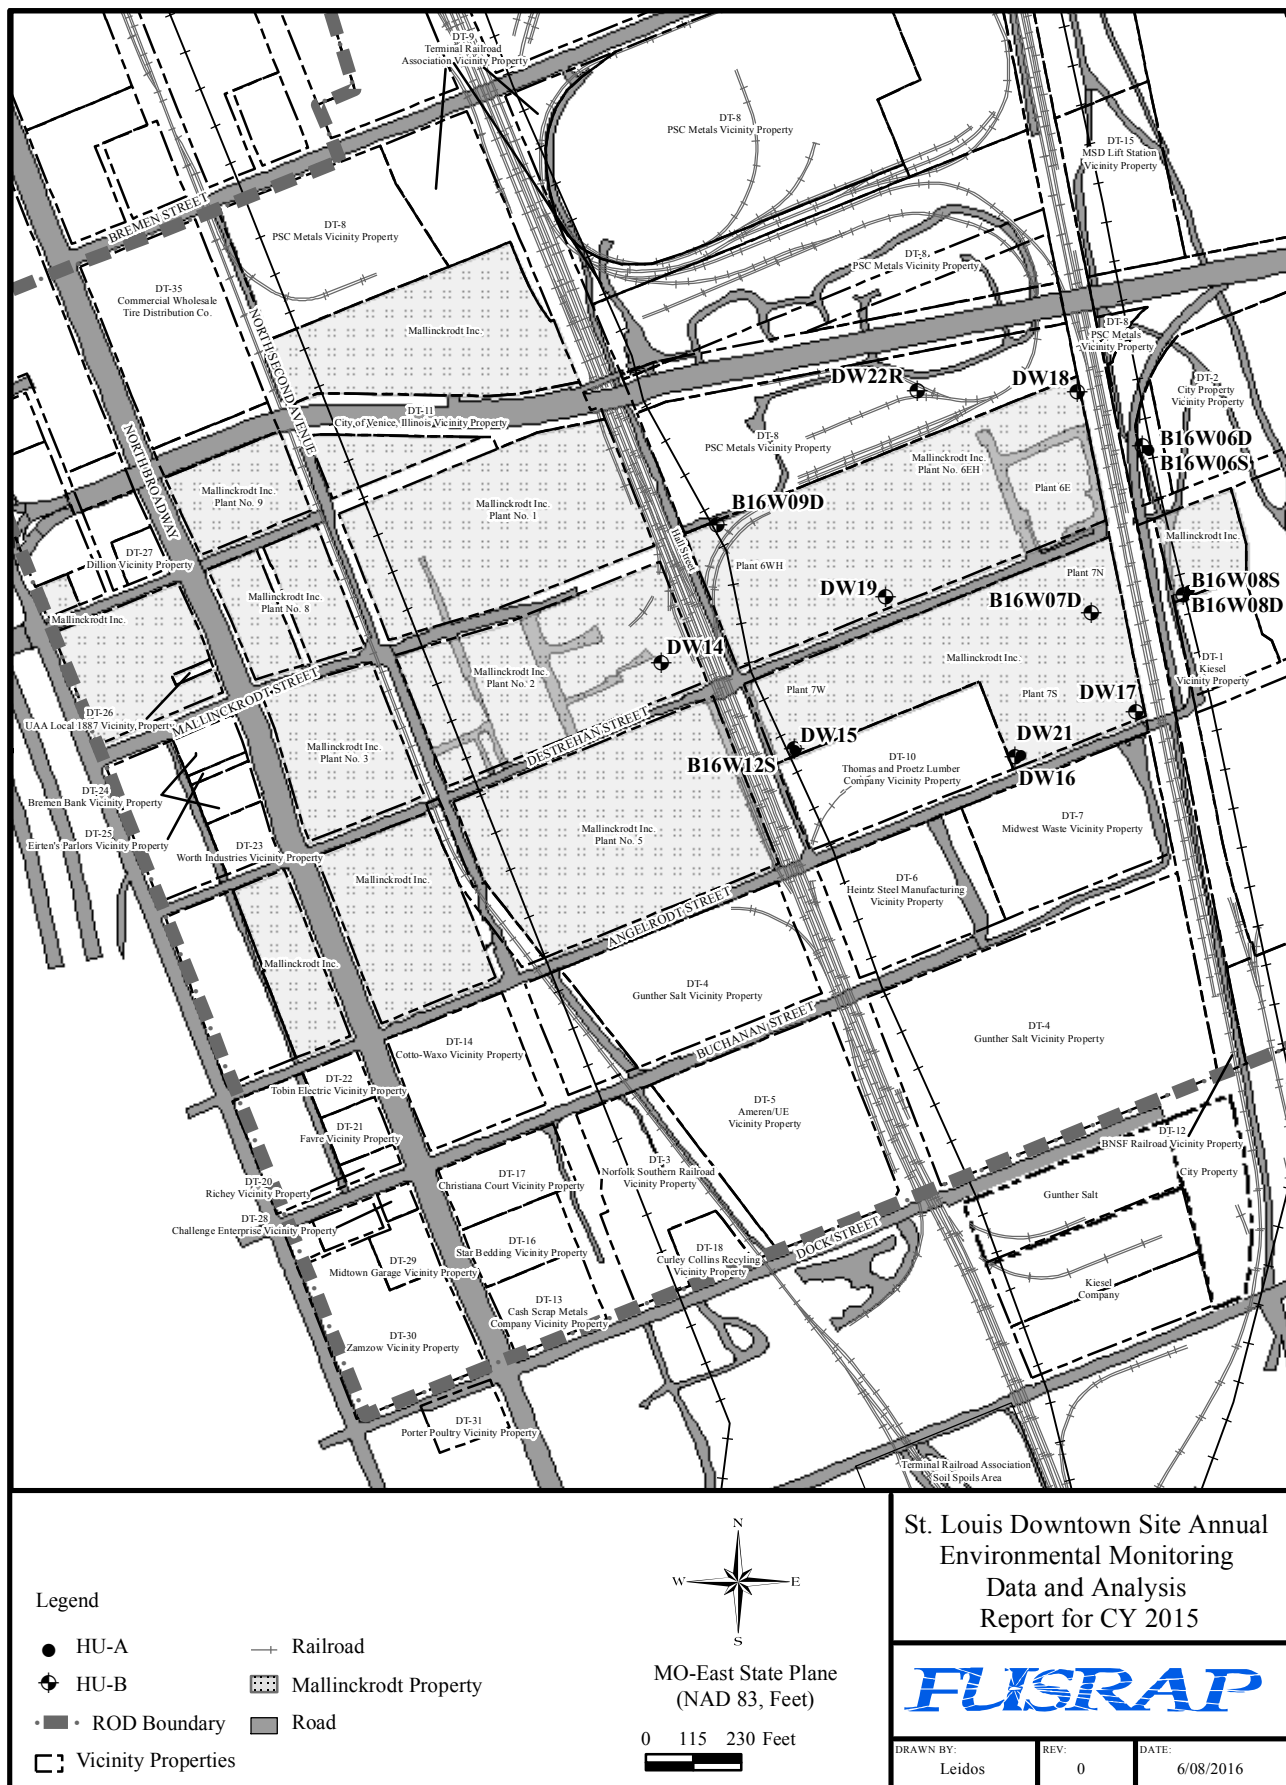 DT-9
Terminal Railroad
Association Vicinity Property
DT-8
PSC Metals Vicinity Property
DT-15
MSD Lift Station
Vicinity Property
BREMEN STREET
DT-8
PSC Metals Vicinity Property
DT-8
PSC Metals Vicinity Property
DT-35
Commercial Wholesale
Tire Distribution Co.
NORTH SECOND AVENUE
Mallinckrodt Inc.
DT-8
PSC Metals
Vicinity Property
DW22R
DW18
DT-2
City Property
Vicinity Property
DT-11
City of Venice, Illinois Vicinity Property
NORTH BROADWAY
DT-8
PSC Metals Vicinity Property
B16W06D
B16W06S
Mallinckrodt Inc.
Plant No. 6EH
Plant 6E
Mallinckrodt Inc.
Plant No. 9
Mallinckrodt Inc.
Plant No. 1
B16W09D
Hall Street
Mallinckrodt Inc.
DT-27
Dillion Vicinity Property
Plant 6WH
Plant 7N
B16W08S
B16W08D
DW19
B16W07D
Mallinckrodt Inc.
Plant No. 8
Mallinckrodt Inc.
DW14
Mallinckrodt Inc.
Plant No. 2
Mallinckrodt Inc.
DT-1
Kiesel
Vicinity Property
Plant 7W
Plant 7S
DW17
MALLINCKRODT STREET
DT-26
UAA Local 1887 Vicinity Property
DESTREHAN STREET
DW15
B16W12S
DW21
DW16
Mallinckrodt Inc.
Plant No. 3
DT-10
Thomas and Proetz Lumber
Company Vicinity Property
DT-24
Bremen Bank Vicinity Property
DT-25
Eirten's Parlors Vicinity Property
DT-23
Worth Industries Vicinity Property
Mallinckrodt Inc.
Plant No. 5
DT-7
Midwest Waste Vicinity Property
Mallinckrodt Inc.
DT-6
Heintz Steel Manufacturing
Vicinity Property
ANGELRODT STREET
Mallinckrodt Inc.
DT-4
Gunther Salt Vicinity Property
BUCHANAN STREET
DT-4
Gunther Salt Vicinity Property
DT-14
Cotto-Waxo Vicinity Property
DT-22
Tobin Electric Vicinity Property
DT-5
Ameren/UE
Vicinity Property
DT-21
Favre Vicinity Property
DT-12
BNSF Railroad Vicinity Property
DT-3
Norfolk Southern Railroad
Vicinity Property
DT-17
Christiana Court Vicinity Property
City Property
DT-20
Richey Vicinity Property
Gunther Salt
DT-28
Challenge Enterprise Vicinity Property
DOCK STREET
DT-16
Star Bedding Vicinity Property
DT-18
Curley Collins Recyling
Vicinity Property
DT-29
Midtown Garage Vicinity Property
Kiesel
Company
DT-13
Cash Scrap Metals
Company Vicinity Property
DT-30
Zamzow Vicinity Property
DT-31
Porter Poultry Vicinity Property
Terminal Railroad Association
Soil Spoils Area
Legend
HU-A
HU-B
ROD Boundary
Vicinity Properties
Railroad
Mallinckrodt Property
Road
N
W
E
S
MO-East State Plane
(NAD 83, Feet)
0 115 230 Feet
St. Louis Downtown Site Annual
Environmental Monitoring
Data and Analysis
Report for CY 2015
FUSRAP
DRAWN BY:
Leidos
REV:
0
DATE:
6/08/2016